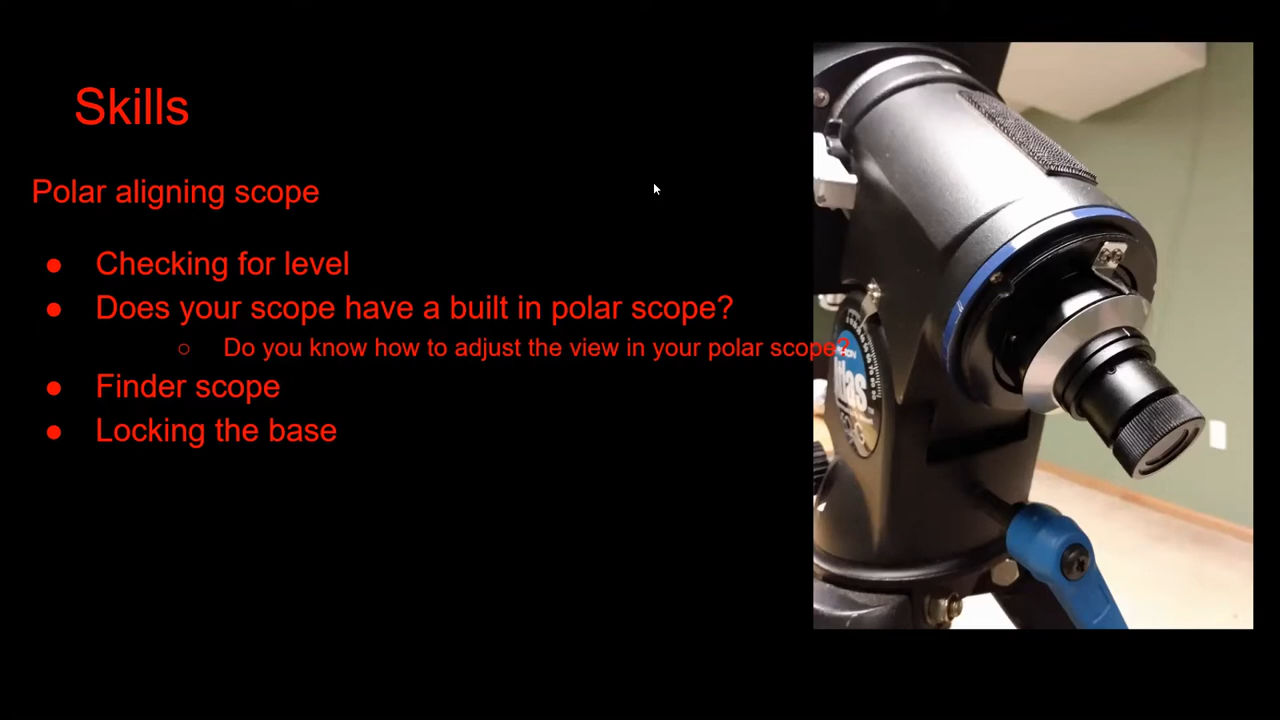 Skills
Polar aligning scope
● Checking for level
● Does your scope have a built in polar scope?
○ Do you know how to adjust the view in your polar scope?
● Finder scope
● Locking the base